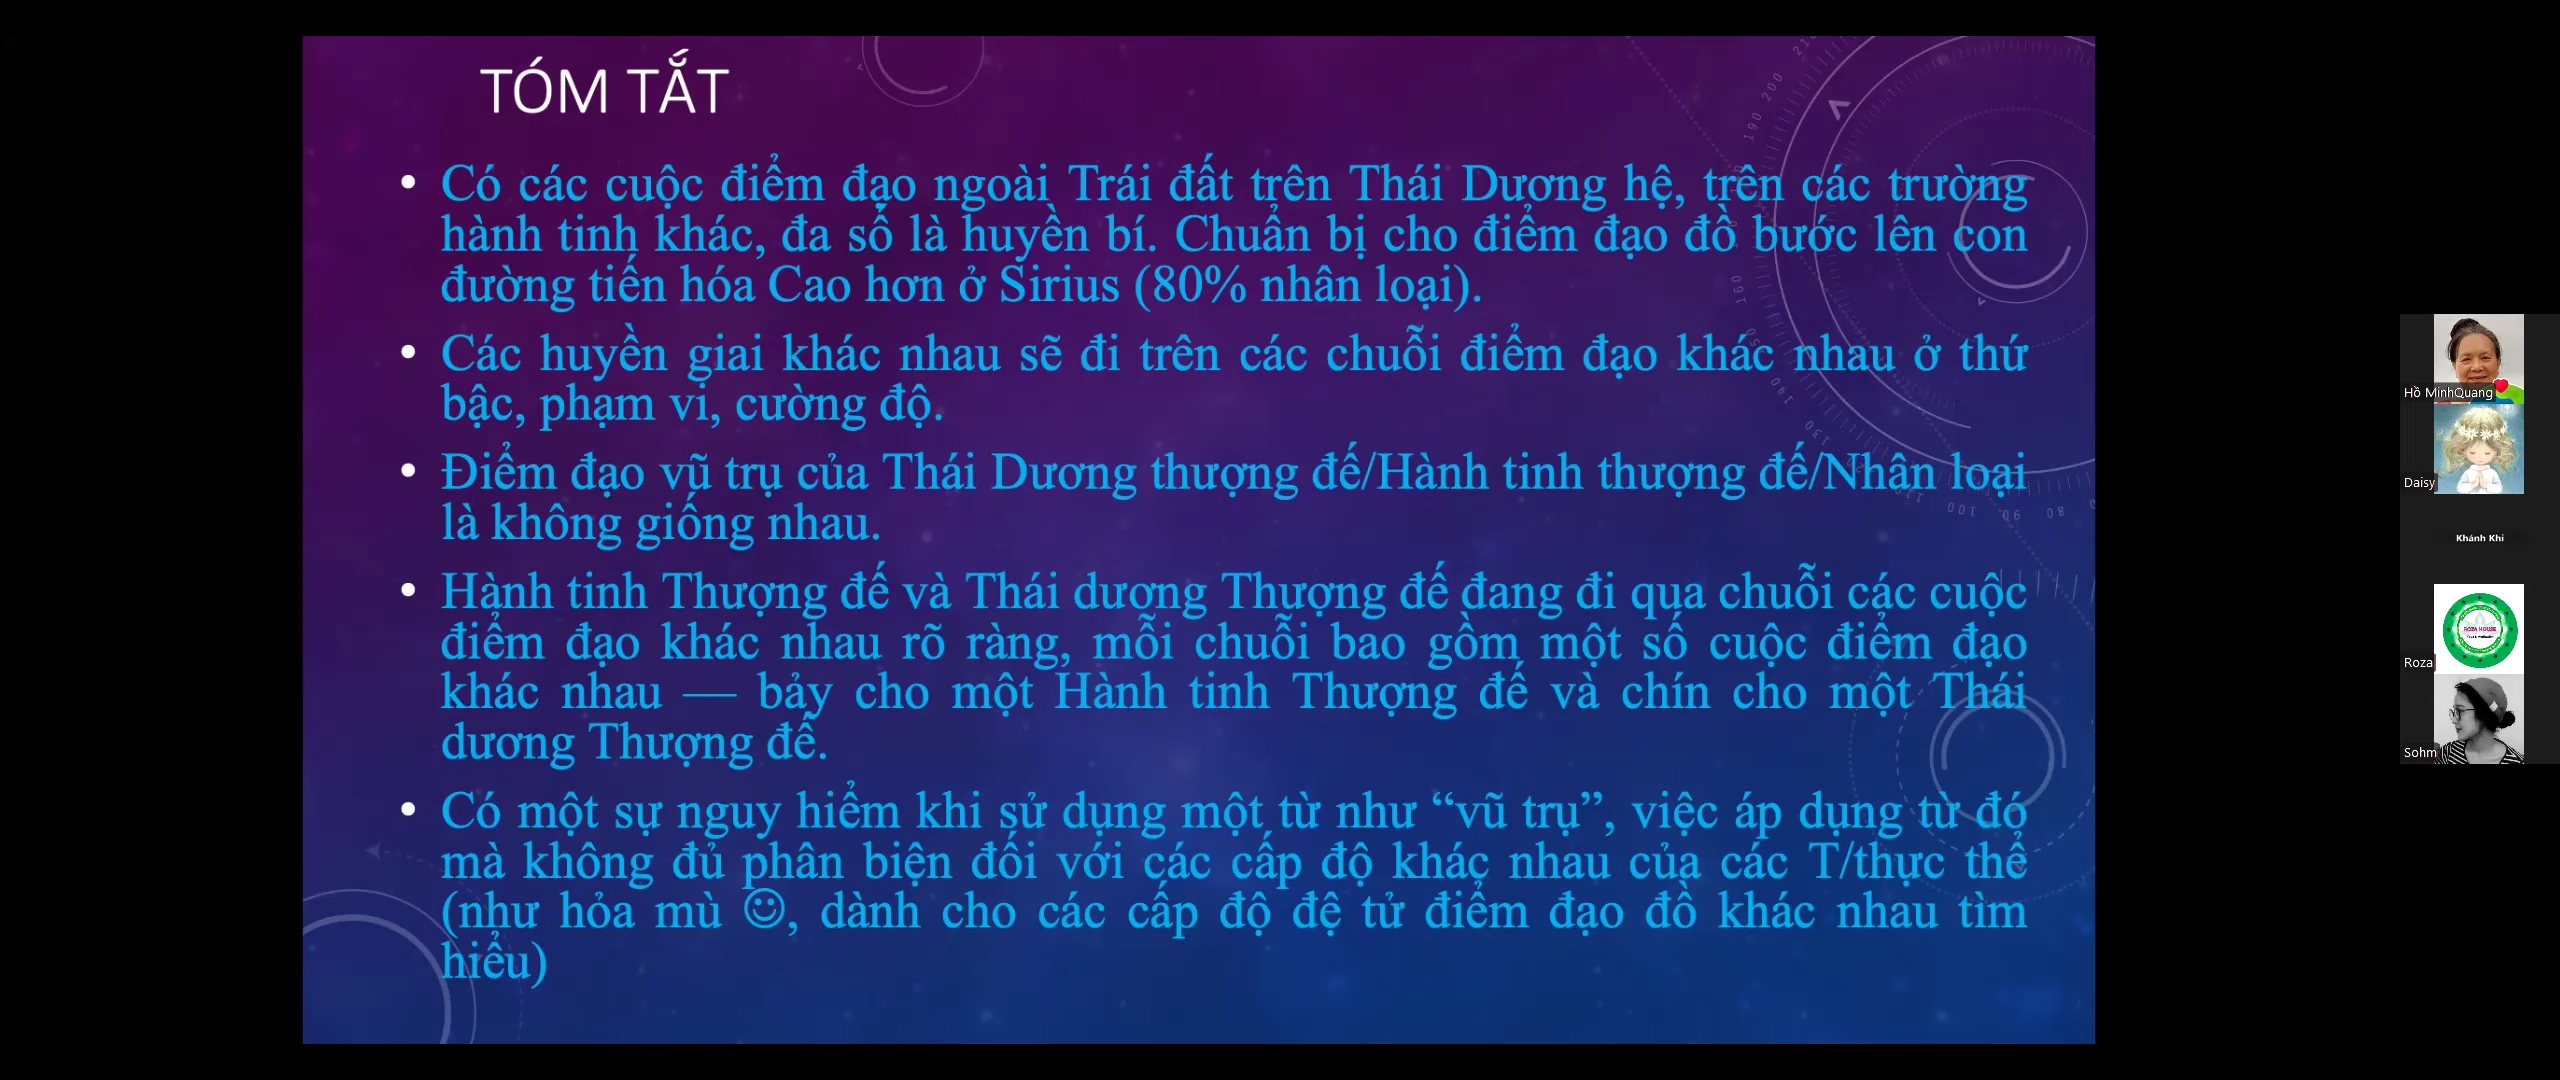 TÓM TẮT
• Có các cuộc điểm đạo ngoài Trái đất trên Thái Dương hệ, trên các trường
hành tinh khác, đa số là huyền bí. Chuẩn bị cho điểm đạo đồ bước lên con
đường tiến hóa Cao hơn ở Sirius (80% nhân loại).
• Các huyền giai khác nhau sẽ đi trên các chuỗi điểm đạo khác nhau ở thứ
bậc, phạm vi, cường độ.
• Điểm đạo vũ trụ của Thái Dương thượng đế/Hành tinh thượng đế/Nhân loại
là không giống nhau.
• Hành tinh Thượng đế và Thái dương Thượng đế đang đi qua chuỗi các cuộc
điểm đạo khác nhau rõ ràng, mỗi chuỗi bao gồm một số cuộc điểm đạo
khác nhau — bảy cho một Hành tinh Thượng đế và chín cho một Thái
dương Thượng đế.
• Có một sự nguy hiểm khi sử dụng một từ như “vũ trụ”, việc áp dụng từ đó
mà không đủ phân biện đối với các cấp độ khác nhau của các T/thực thể
(như hỏa mù ☺, dành cho các cấp độ đệ tử điểm đạo đồ khác nhau tìm
hiểu)
Hồ MinhQuang
Daisy
Khánh Khi
ROZA HOUSE
Roza
Sohm